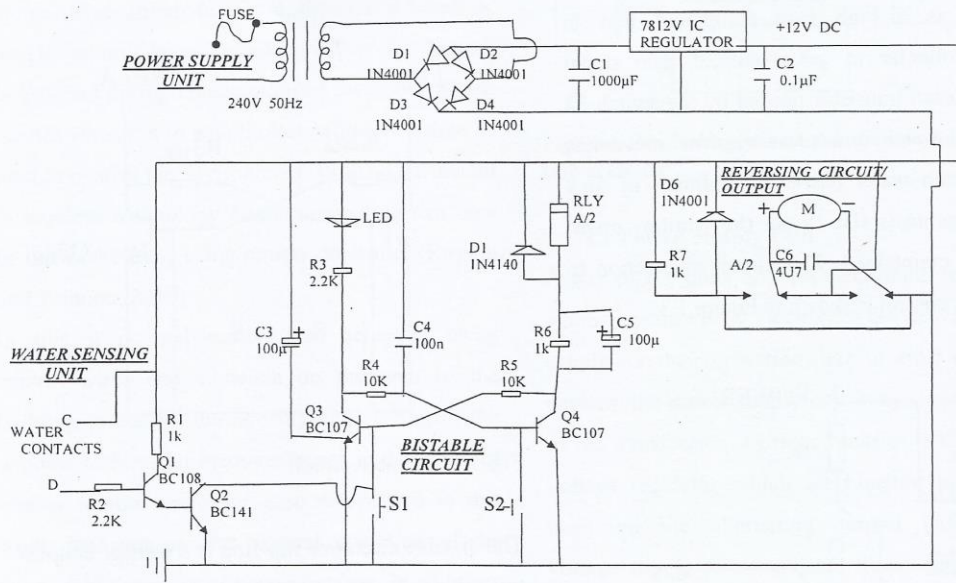 FUSE
POWER SUPPLY
UNIT
240V 50Hz
D1
1N4001
D2
1N4001
D3
1N4001
D4
1N4001
C1
1000µF
7812V IC
REGULATOR
+12V DC
C2
0.1µF
REVERSING CIRCUIT/
OUTPUT
D6
1N4001
+
M
−
A/2
C6
4U7
R7
1k
RLY
A/2
D1
1N4140
LED
R3
2.2K
C3
100µ
+
C4
100n
R6
1k
+
C5
100µ
R4
10K
R5
10K
Q3
BC107
Q4
BC107
BISTABLE
CIRCUIT
WATER SENSING
UNIT
C
WATER
CONTACTS
D
R1
1k
Q1
BC108
R2
2.2K
Q2
BC141
S1
S2